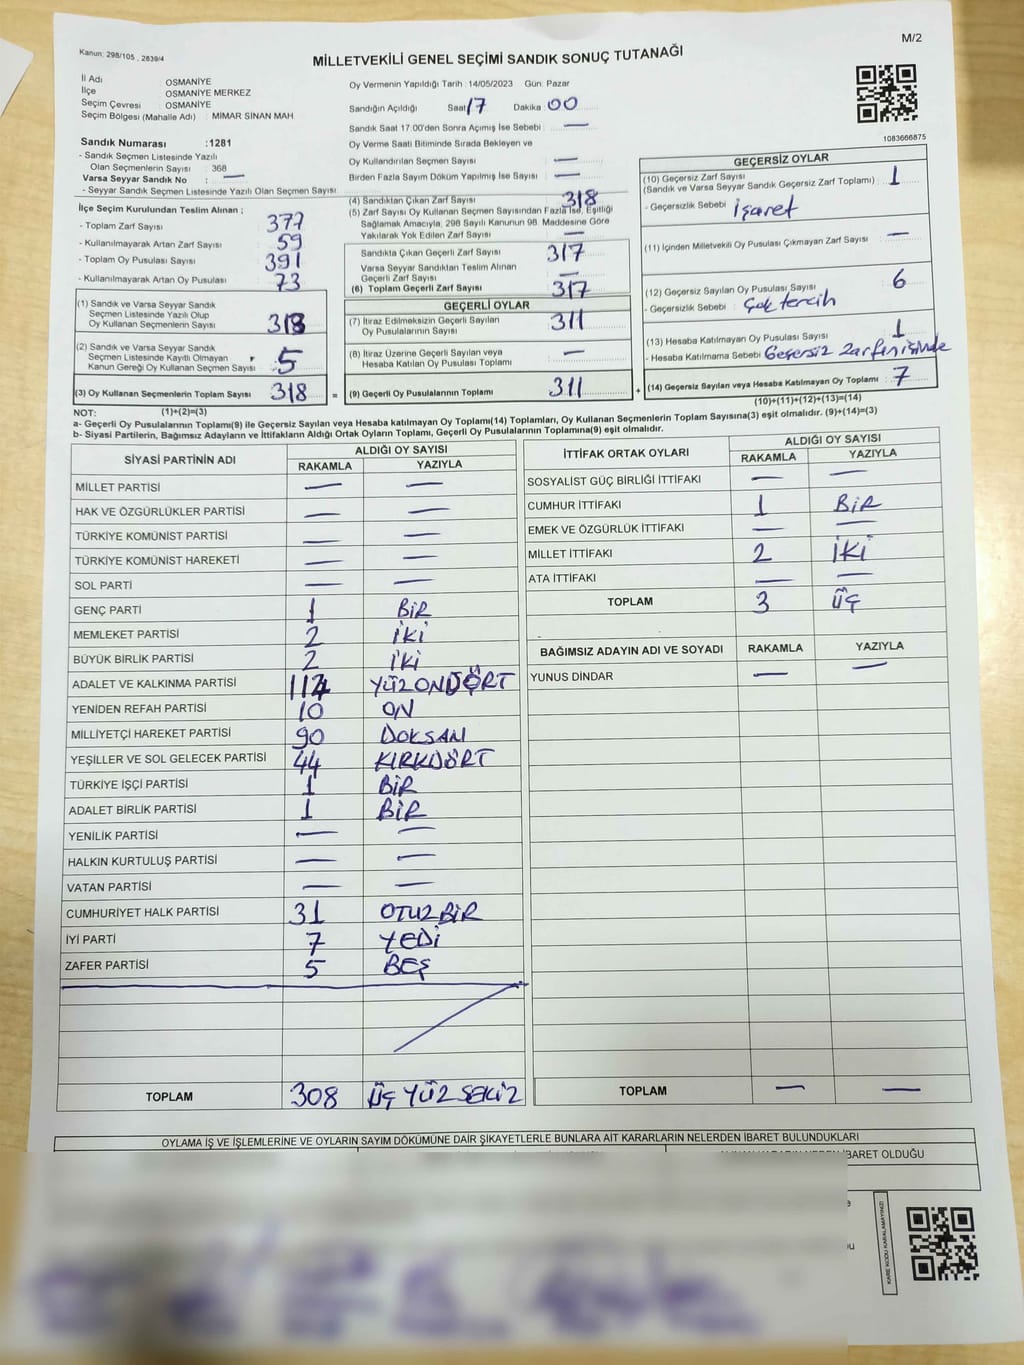 Kanun: 298/105 , 2839/4
M/2
MİLLETVEKİLİ GENEL SEÇİMİ SANDIK SONUÇ TUTANAĞI
İl Adı OSMANİYE
İlçe OSMANİYE MERKEZ
Seçim Çevresi : OSMANİYE
Seçim Bölgesi (Mahalle Adı) : MİMAR SİNAN MAH
Sandık Numarası :1281
- Sandık Seçmen Listesinde Yazılı
Olan Seçmenlerin Sayısı : 368
Varsa Seyyar Sandık No : —
- Seyyar Sandık Seçmen Listesinde Yazılı Olan Seçmen Sayısı
İlçe Seçim Kurulundan Teslim Alınan ;
- Toplam Zarf Sayısı : 377
- Kullanılmayarak Artan Zarf Sayısı : 59
- Toplam Oy Pusulası Sayısı : 391
- Kullanılmayarak Artan Oy Pusulası : 73
(1) Sandık ve Varsa Seyyar Sandık
Seçmen Listesinde Yazılı Olup
Oy Kullanan Seçmenlerin Sayısı : 313
(2) Sandık ve Varsa Seyyar Sandık
Seçmen Listesinde Kayıtlı Olmayan
Kanun Gereği Oy Kullanan Seçmen Sayısı : 5
(3) Oy Kullanan Seçmenlerin Toplam Sayısı : 318
Oy Vermenin Yapıldığı Tarih : 14/05/2023 Gün: Pazar
Sandığın Açıldığı Saat 17 Dakika : 00
Sandık Saat 17.00'den Sonra Açılmış İse Sebebi : —
Oy Verme Saati Bitiminde Sırada Bekleyen ve
Oy Kullandırılan Seçmen Sayısı : —
Birden Fazla Sayım Döküm Yapılmış İse Sayısı : —
(4) Sandıktan Çıkan Zarf Sayısı : 318
(5) Zarf Sayısı Oy Kullanan Seçmen Sayısından Fazla İse, Eşitliği
Sağlamak Amacıyla; 298 Sayılı Kanunun 98. Maddesine Göre
Yakılarak Yok Edilen Zarf Sayısı : —
Sandıkta Çıkan Geçerli Zarf Sayısı : 317
Varsa Seyyar Sandıktan Teslim Alınan
Geçerli Zarf Sayısı : —
(6) Toplam Geçerli Zarf Sayısı : 317
GEÇERLİ OYLAR
(7) İtiraz Edilmeksizin Geçerli Sayılan
Oy Pusulalarının Sayısı : 311
(8) İtiraz Üzerine Geçerli Sayılan veya
Hesaba Katılan Oy Pusulası Toplamı : —
= (9) Geçerli Oy Pusulalarının Toplamı : 311 +
1083666875
GEÇERSİZ OYLAR
(10) Geçersiz Zarf Sayısı
(Sandık ve Varsa Seyyar Sandık Geçersiz Zarf Toplamı) : 1
- Geçersizlik Sebebi : işaret
(11) İçinden Milletvekili Oy Pusulası Çıkmayan Zarf Sayısı : —
(12) Geçersiz Sayılan Oy Pusulası Sayısı : 6
- Geçersizlik Sebebi : Çok tercih
(13) Hesaba Katılmayan Oy Pusulası Sayısı : 1
- Hesaba Katılmama Sebebi : Geçersiz zarfın içinde
(14) Geçersiz Sayılan veya Hesaba Katılmayan Oy Toplamı : 7
(10)+(11)+(12)+(13)=(14)
NOT: (1)+(2)=(3)
a- Geçerli Oy Pusulalarının Toplamı(9) ile Geçersiz Sayılan veya Hesaba katılmayan Oy Toplamı(14) Toplamları, Oy Kullanan Seçmenlerin Toplam Sayısına(3) eşit olmalıdır. (9)+(14)=(3)
b- Siyasi Partilerin, Bağımsız Adayların ve İttifakların Aldığı Ortak Oyların Toplamı, Geçerli Oy Pusulalarının Toplamına(9) eşit olmalıdır.
SİYASİ PARTİNİN ADI ALDIĞI OY SAYISI
RAKAMLA YAZIYLA
MİLLET PARTİSİ — —
HAK VE ÖZGÜRLÜKLER PARTİSİ — —
TÜRKİYE KOMÜNİST PARTİSİ — —
TÜRKİYE KOMÜNİST HAREKETİ — —
SOL PARTİ — —
GENÇ PARTİ 1 BİR
MEMLEKET PARTİSİ 2 İKİ
BÜYÜK BİRLİK PARTİSİ 2 İKİ
ADALET VE KALKINMA PARTİSİ 114 YÜZONDÖRT
YENİDEN REFAH PARTİSİ 10 ON
MİLLİYETÇİ HAREKET PARTİSİ 90 DOKSAN
YEŞİLLER VE SOL GELECEK PARTİSİ 44 KIRKDÖRT
TÜRKİYE İŞÇİ PARTİSİ 1 BİR
ADALET BİRLİK PARTİSİ 1 BİR
YENİLİK PARTİSİ — —
HALKIN KURTULUŞ PARTİSİ — —
VATAN PARTİSİ — —
CUMHURİYET HALK PARTİSİ 31 OTUZBİR
İYİ PARTİ 7 YEDİ
ZAFER PARTİSİ 5 BEŞ
TOPLAM 308 ÜÇ YÜZ SEKİZ
İTTİFAK ORTAK OYLARI ALDIĞI OY SAYISI
RAKAMLA YAZIYLA
SOSYALİST GÜÇ BİRLİĞİ İTTİFAKI — —
CUMHUR İTTİFAKI 1 BİR
EMEK VE ÖZGÜRLÜK İTTİFAKI — —
MİLLET İTTİFAKI 2 İKİ
ATA İTTİFAKI — —
TOPLAM 3 ÜÇ
BAĞIMSIZ ADAYIN ADI VE SOYADI RAKAMLA YAZIYLA
YUNUS DİNDAR — —
TOPLAM — —
OYLAMA İŞ VE İŞLEMLERİNE VE OYLARIN SAYIM DÖKÜMÜNE DAİR ŞİKAYETLERLE BUNLARA AİT KARARLARIN NELERDEN İBARET BULUNDUKLARI
İBARET OLDUĞU
KARE KODU KARALAMAYINIZ!